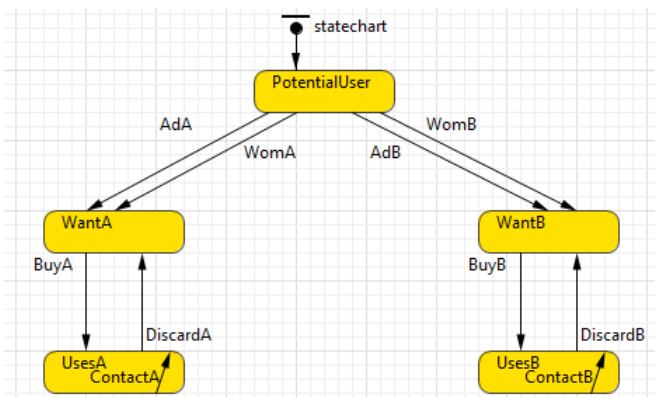 statechart
PotentialUser
AdA
WomB
WomA
AdB
WantA
WantB
BuyA
BuyB
DiscardA
DiscardB
UsesA
UsesB
ContactA
ContactB